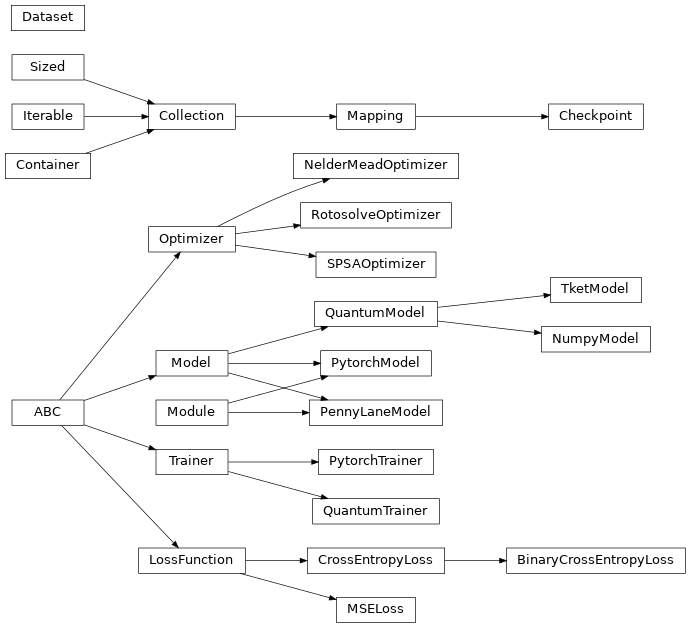 Dataset
Sized
Iterable
Collection
Mapping
Checkpoint
Container
NelderMeadOptimizer
RotosolveOptimizer
Optimizer
SPSAOptimizer
TketModel
QuantumModel
NumpyModel
Model
PytorchModel
ABC
Module
PennyLaneModel
Trainer
PytorchTrainer
QuantumTrainer
LossFunction
CrossEntropyLoss
BinaryCrossEntropyLoss
MSELoss